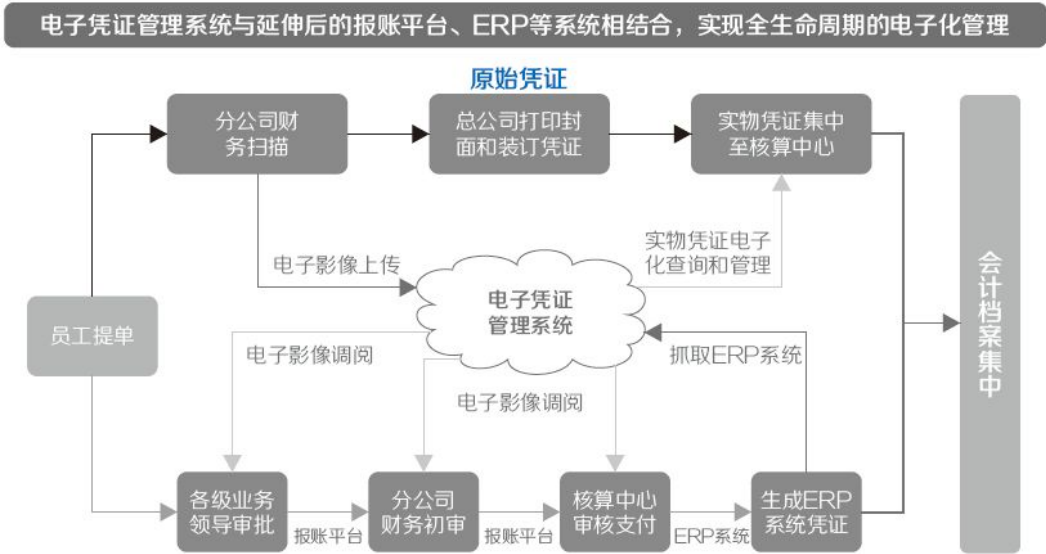 电子凭证管理系统与延伸后的报账平台、ERP等系统相结合，实现全生命周期的电子化管理
原始凭证
分公司财
务扫描
总公司打印封
面和装订凭证
实物凭证集中
至核算中心
电子影像上传
实物凭证电子
化查询和管理
电子凭证
管理系统
员工提单
会计档案集中
电子影像调阅
抓取ERP系统
电子影像调阅
各级业务
领导审批
报账平台
分公司
财务初审
报账平台
核算中心
审核支付
ERP系统
生成ERP
系统凭证